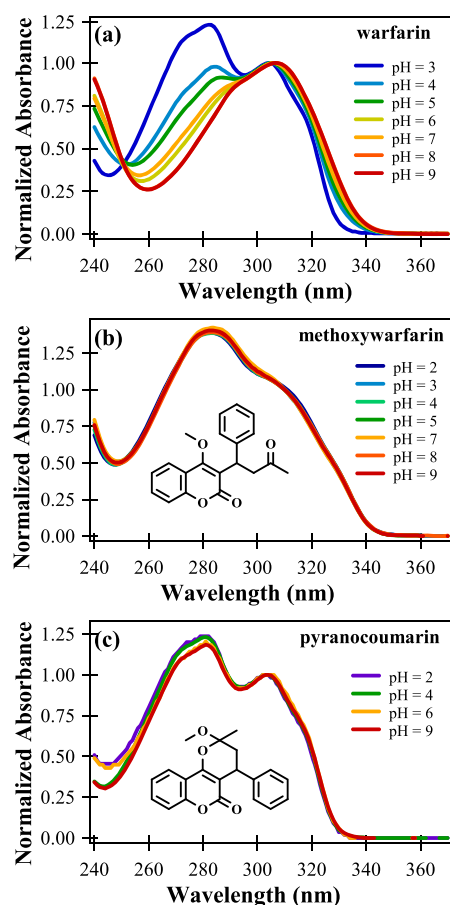 (a) warfarin
Normalized Absorbance
1.25
1.00
0.75
0.50
0.25
0.00
pH = 3
pH = 4
pH = 5
pH = 6
pH = 7
pH = 8
pH = 9
240 260 280 300 320 340 360
Wavelength (nm)
(b) methoxywarfarin
Normalized Absorbance
1.25
1.00
0.75
0.50
0.25
0.00
pH = 2
pH = 3
pH = 4
pH = 5
pH = 7
pH = 8
pH = 9
O
O
O O
240 260 280 300 320 340 360
Wavelength (nm)
(c) pyranocoumarin
Normalized Absorbance
1.25
1.00
0.75
0.50
0.25
0.00
pH = 2
pH = 4
pH = 6
pH = 9
O
O
O O
240 260 280 300 320 340 360
Wavelength (nm)